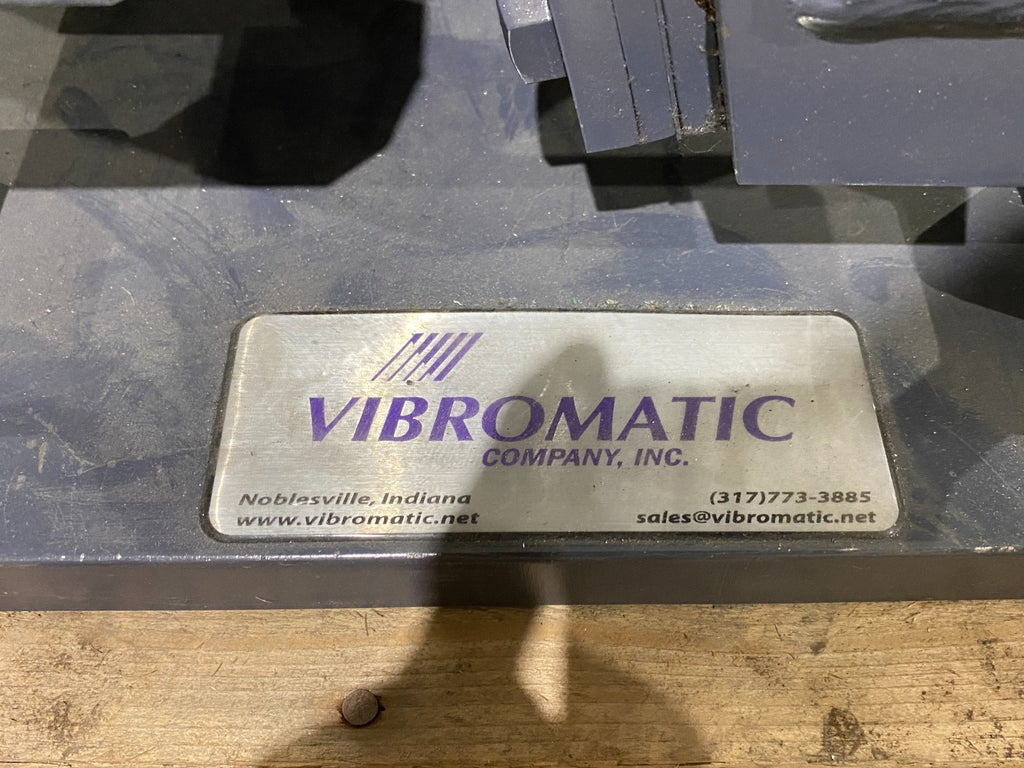 VIBROMATIC
COMPANY, INC.
Noblesville, Indiana
(317)773-3885
www.vibromatic.net
sales@vibromatic.net